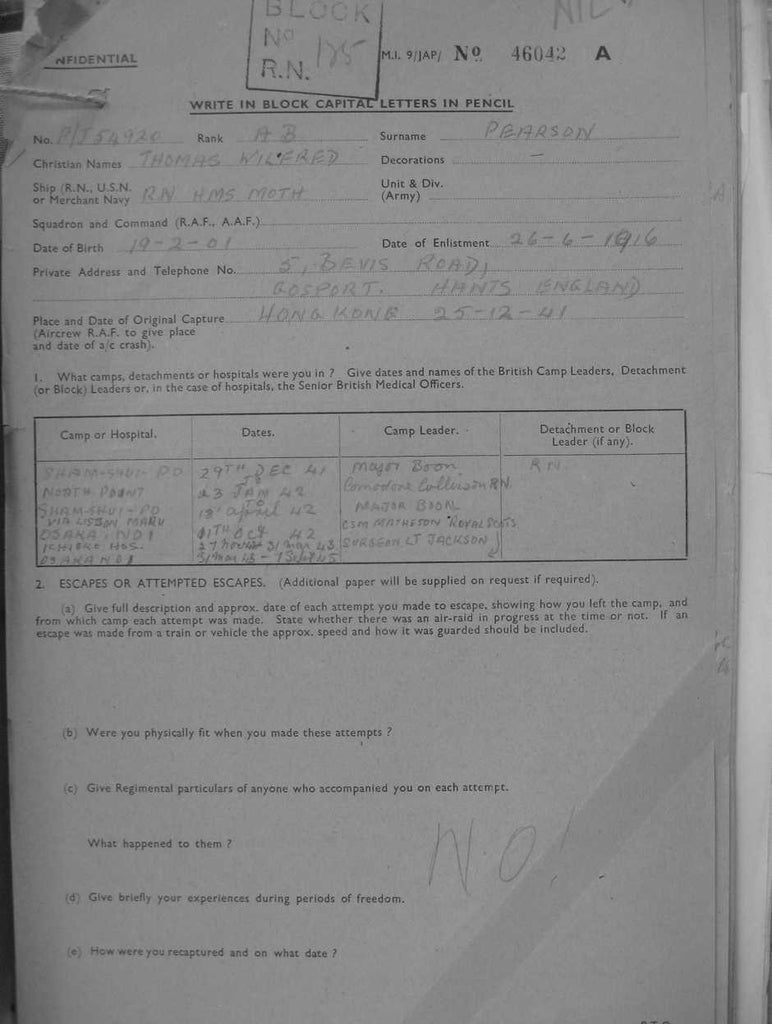 BLOCK
No 175
R.N.
NIL
NFIDENTIAL
M.I. 9/JAP/ No 46042 A
WRITE IN BLOCK CAPITAL LETTERS IN PENCIL
No. P/J54920 Rank A B Surname PEARSON
Christian Names THOMAS WILFRED Decorations —
Ship (R.N., U.S.N. or Merchant Navy RN HMS MOTH Unit & Div. (Army)
Squadron and Command (R.A.F., A.A.F.)
Date of Birth 19-2-01 Date of Enlistment 26-6-1916
Private Address and Telephone No. 5, BEVIS ROAD,
GOSPORT. HANTS ENGLAND
Place and Date of Original Capture HONG KONG 25-12-41
(Aircrew R.A.F. to give place
and date of a/c crash).
1. What camps, detachments or hospitals were you in ? Give dates and names of the British Camp Leaders, Detachment
(or Block) Leaders or, in the case of hospitals, the Senior British Medical Officers.
Camp or Hospital. Dates. Camp Leader. Detachment or Block Leader (if any).
SHAM-SHUI-PO 29TH DEC 41 Major Boon RN
NORTH POINT 23 JAN 42 RN
SHAM-SHUI-PO 18 april 42 MAJOR BOON
VIA LISBON MARU
OSAKA NO 1 11TH Oct 42 CSM MATHESON ROYAL SCOTS
HOS. 31 mar 43 SURGEON LT JACKSON
OSAKA NO 1 31 mar 43 - 7 Sept 45
2. ESCAPES OR ATTEMPTED ESCAPES. (Additional paper will be supplied on request if required).
(a) Give full description and approx. date of each attempt you made to escape, showing how you left the camp, and
from which camp each attempt was made. State whether there was an air-raid in progress at the time or not. If an
escape was made from a train or vehicle the approx. speed and how it was guarded should be included.
(b) Were you physically fit when you made these attempts ?
(c) Give Regimental particulars of anyone who accompanied you on each attempt.
What happened to them ?
NO!
(d) Give briefly your experiences during periods of freedom.
(e) How were you recaptured and on what date ?